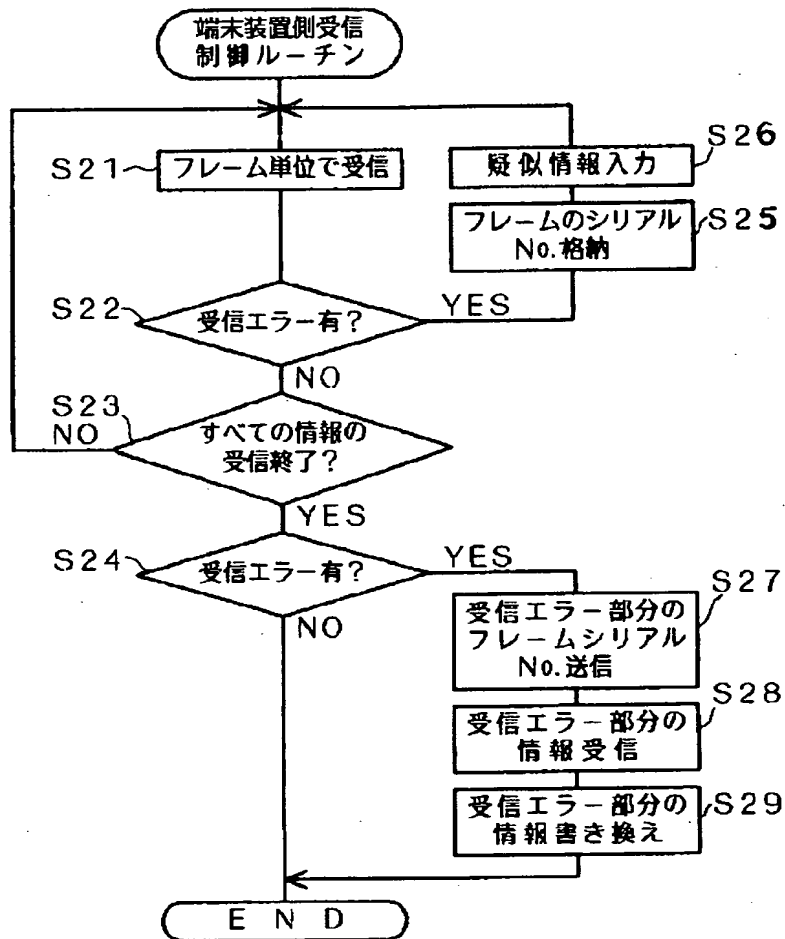 端末装置側受信
制御ルーチン
S21
フレーム単位で受信
S26
疑似情報入力
S25
フレームのシリアル
No.格納
S22
受信エラー有?
YES
NO
S23
NO
すべての情報の
受信終了?
YES
S24
受信エラー有?
YES
NO
S27
受信エラー部分の
フレームシリアル
No.送信
S28
受信エラー部分の
情報受信
S29
受信エラー部分の
情報書き換え
END